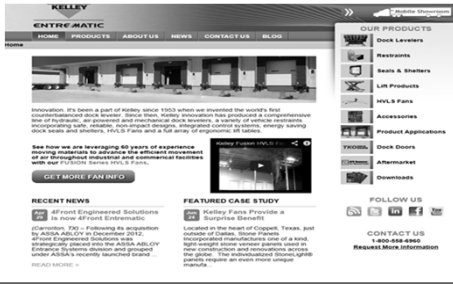 KELLEY
ENTREMATIC
Mobile Showroom
HOME PRODUCTS ABOUT US NEWS CONTACT US BLOG
Home
Innovation. It's been a part of Kelley since 1953 when we invented the world's first
counterbalanced dock leveler. Since then, Kelley innovation has produced a comprehensive
line of hydraulic, air-powered and mechanical dock levelers, a variety of vehicle restraints
incorporating safe, reliable, non-impact designs, integrated control systems, energy saving
dock seals and shelters, HVLS Fans and a full array of ergonomic lift tables.
See how we are leveraging 60 years of experience
moving materials to advance the efficient movement
of air throughout industrial and commerical facilities
with our FUSION Series HVLS Fans.
GET MORE FAN INFO
Kelley Fusion HVLS F
RECENT NEWS
4Front Engineered Solutions
is now 4Front Entrematic
(Carrollton, TX) – Following its acquisition
by ASSA ABLOY in December 2012,
4Front Engineered Solutions was
strategically placed into the ASSA ABLOY
Entrance Systems division and grouped
under ASSA's recently launched brand ...
READ MORE >
FEATURED CASE STUDY
Kelley Fans Provide a
Surprise Benefit
Located in the heart of Coppell, Texas, just
outside of Dallas, Stone Panels
Incorporated manufactures one of a kind,
light-weight stone veneer panels used in
new construction and renovations across
the globe. The individualized StoneLight®
panels require an even more unique
manufa...
OUR PRODUCTS
Dock Levelers
Restraints
Seals & Shelters
Lift Products
HVLS Fans
Accessories
Product Applications
Dock Doors
Aftermarket
Downloads
FOLLOW US
CONTACT US
1-800-558-6960
Request More Information